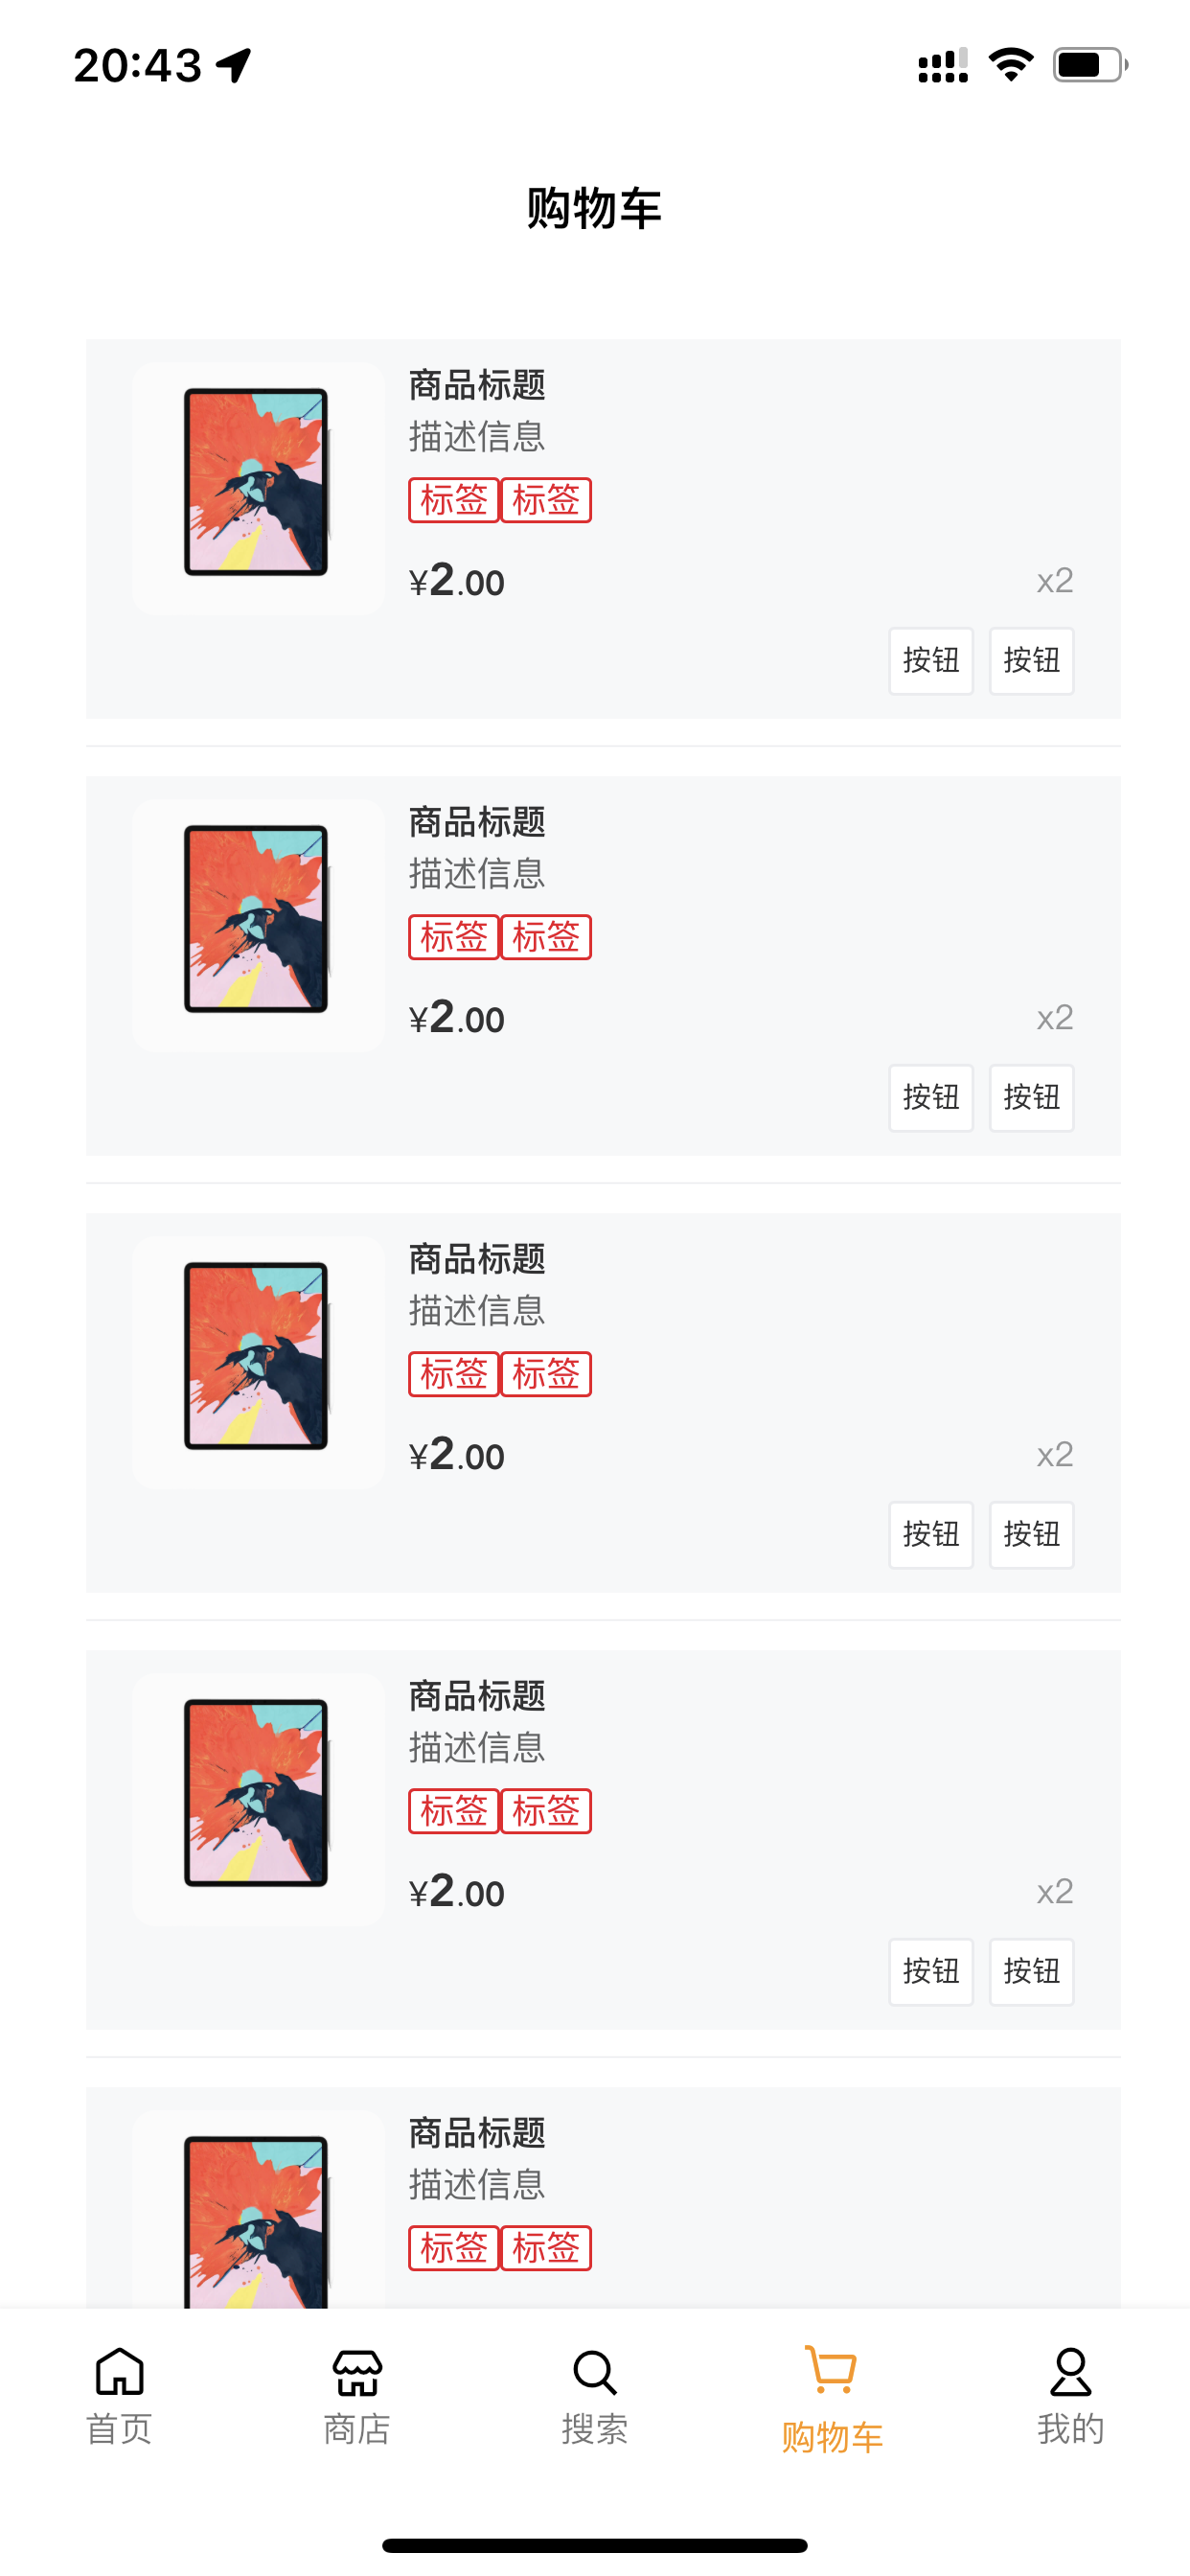 20:43
购物车
商品标题
描述信息
标签 标签
¥2.00 x2
按钮 按钮
商品标题
描述信息
标签 标签
¥2.00 x2
按钮 按钮
商品标题
描述信息
标签 标签
¥2.00 x2
按钮 按钮
商品标题
描述信息
标签 标签
¥2.00 x2
按钮 按钮
商品标题
描述信息
标签 标签
首页 商店 搜索 购物车 我的